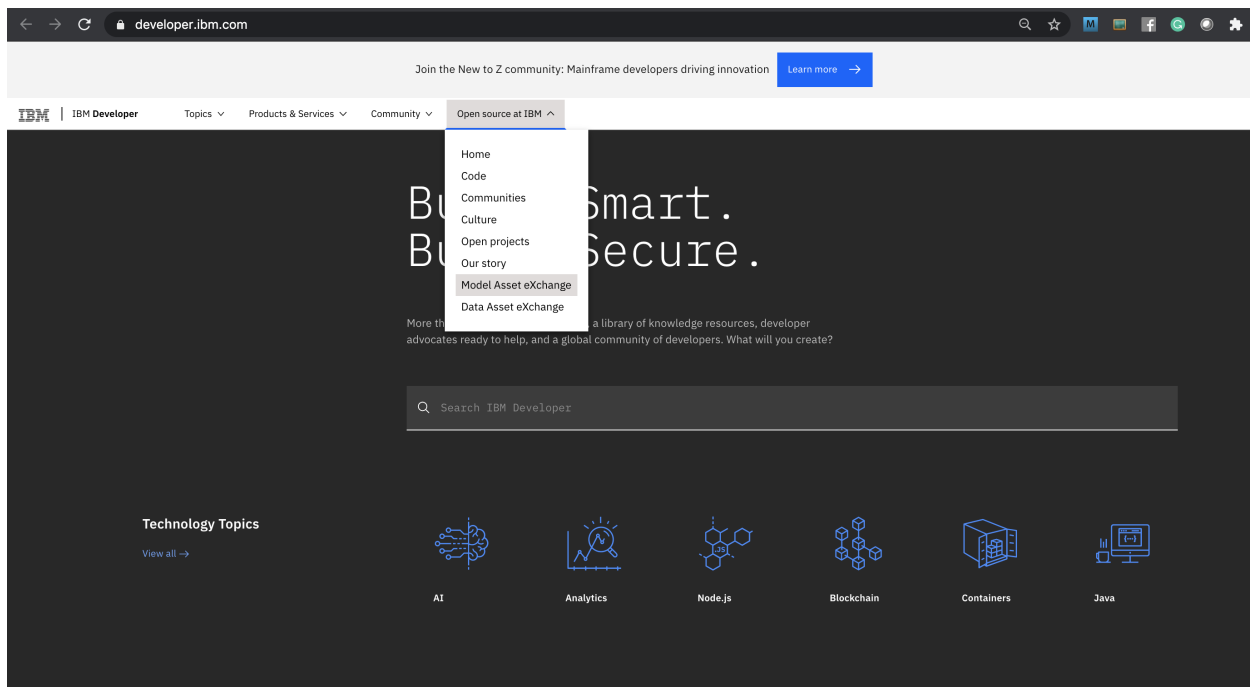 developer.ibm.com
M
f
G
Join the New to Z community: Mainframe developers driving innovation
Learn more
IBM
IBM Developer
Topics
Products & Services
Community
Open source at IBM
Home
Code
Communities
Culture
Open projects
Our story
Model Asset eXchange
Data Asset eXchange
Smart.
Secure.
More th
a library of knowledge resources, developer
advocates ready to help, and a global community of developers. What will you create?
Search IBM Developer
Technology Topics
View all
.JS
{...}
AI
Analytics
Node.js
Blockchain
Containers
Java